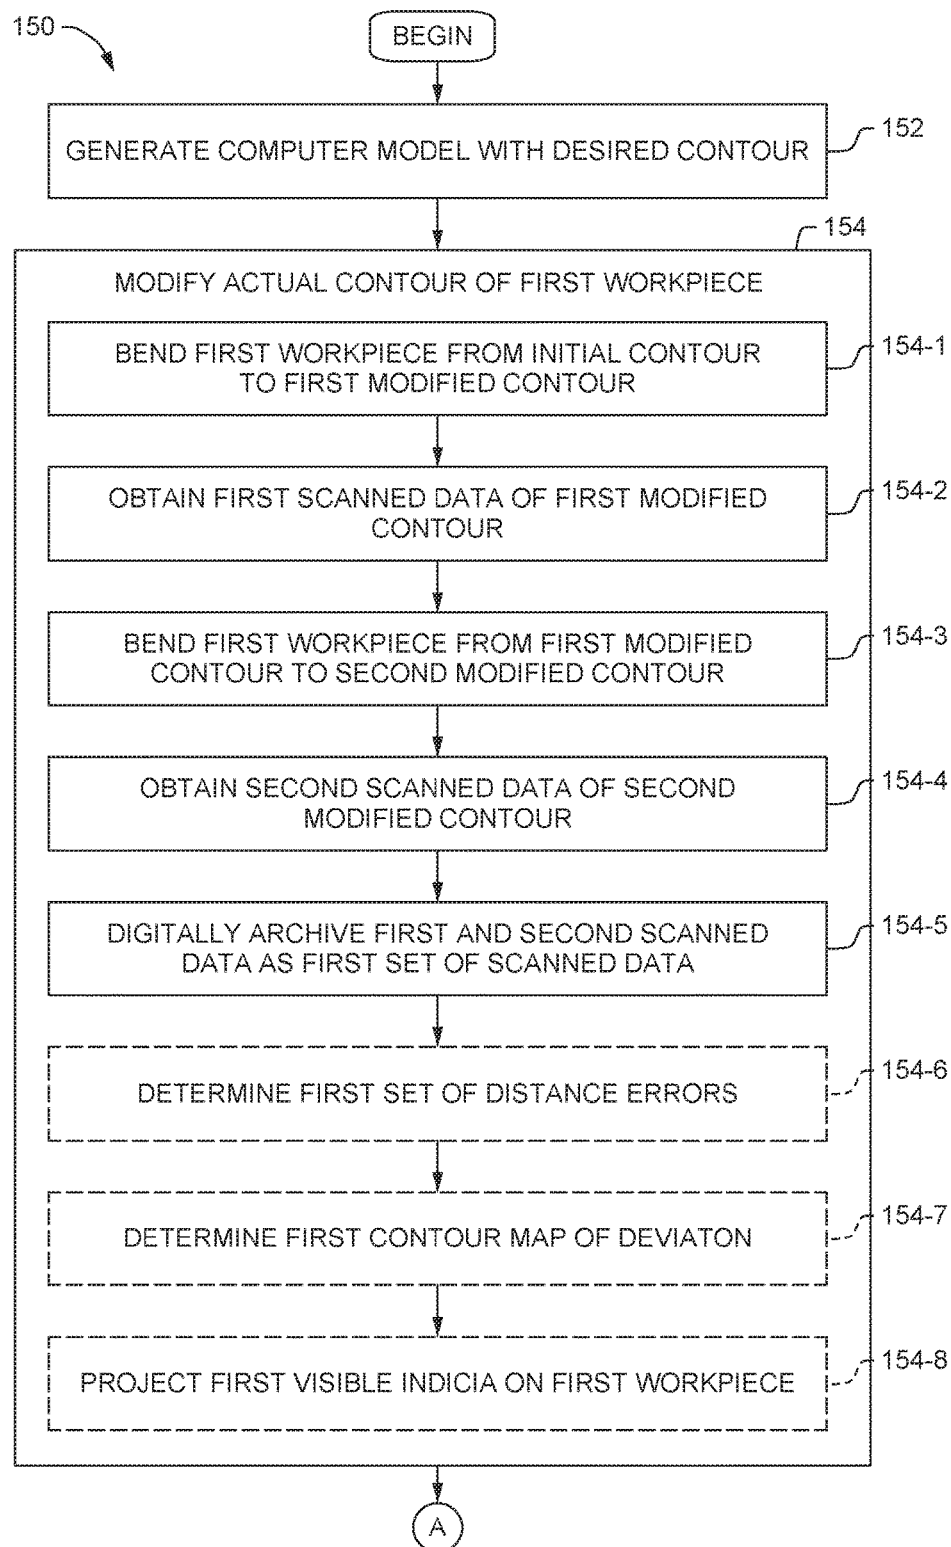 150
BEGIN
GENERATE COMPUTER MODEL WITH DESIRED CONTOUR
152
154
MODIFY ACTUAL CONTOUR OF FIRST WORKPIECE
BEND FIRST WORKPIECE FROM INITIAL CONTOUR
TO FIRST MODIFIED CONTOUR
154-1
OBTAIN FIRST SCANNED DATA OF FIRST MODIFIED
CONTOUR
154-2
BEND FIRST WORKPIECE FROM FIRST MODIFIED
CONTOUR TO SECOND MODIFIED CONTOUR
154-3
OBTAIN SECOND SCANNED DATA OF SECOND
MODIFIED CONTOUR
154-4
DIGITALLY ARCHIVE FIRST AND SECOND SCANNED
DATA AS FIRST SET OF SCANNED DATA
154-5
DETERMINE FIRST SET OF DISTANCE ERRORS
154-6
DETERMINE FIRST CONTOUR MAP OF DEVIATON
154-7
PROJECT FIRST VISIBLE INDICIA ON FIRST WORKPIECE
154-8
A